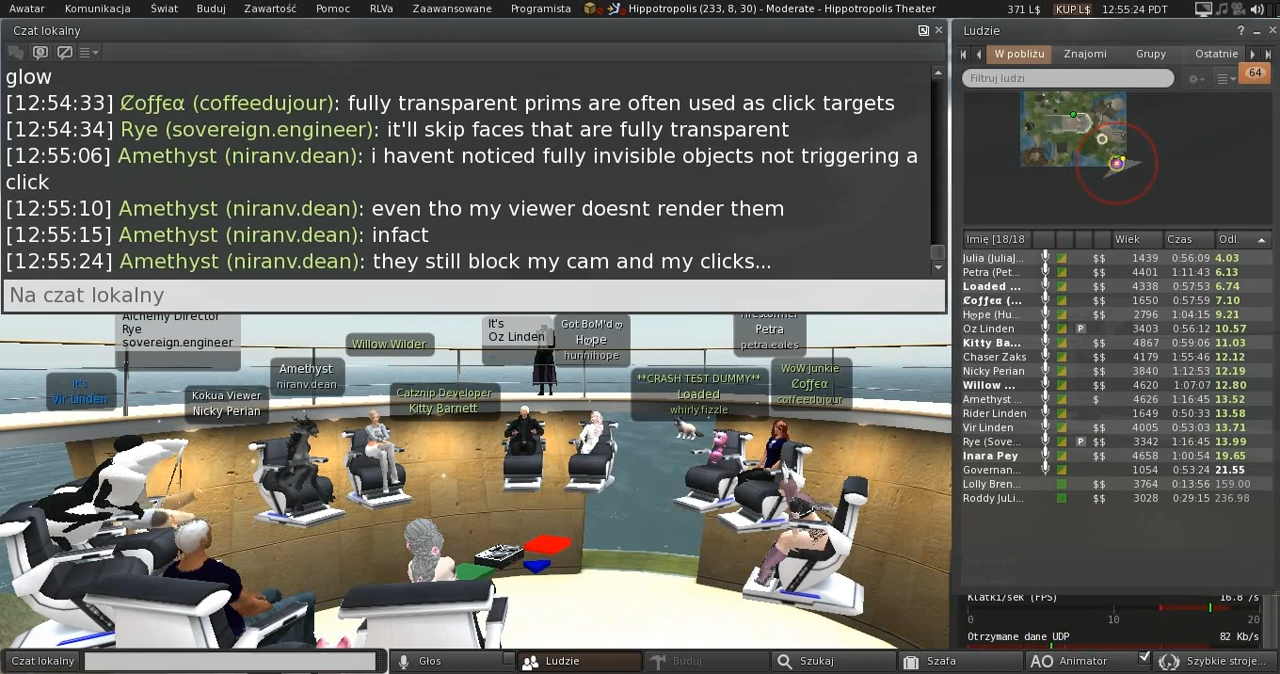 Awatar Komunikacja Świat Buduj Zawartość Pomoc RLVa Zaawansowane Programista Hippotropolis (233, 8, 30) - Moderate - Hippotropolis Theater 371 L$ KUP L$ 12:55:24 PDT
Czat lokalny
glow
[12:54:33] Ȼoƒƒєα (coffeedujour): fully transparent prims are often used as click targets
[12:54:34] Rye (sovereign.engineer): it'll skip faces that are fully transparent
[12:55:06] Amethyst (niranv.dean): i havent noticed fully invisible objects not triggering a
click
[12:55:10] Amethyst (niranv.dean): even tho my viewer doesnt render them
[12:55:15] Amethyst (niranv.dean): infact
[12:55:24] Amethyst (niranv.dean): they still block my cam and my clicks...
Na czat lokalny
Alchemy Director
Rye
sovereign.engineer
It's
Vir Linden
Kokua Viewer
Nicky Perian
Amethyst
niranv.dean
Willow Wilder
Catznip Developer
Kitty Barnett
It's
Oz Linden
Got BoM'd ღ
Hღpe
hunnihope
Firestormer
Petra
petra.eales
**CRASH TEST DUMMY**
Loaded
whirly.fizzle
WoW Junkie
Ȼoƒƒєα
coffeedujour
Ludzie
W pobliżu Znajomi Grupy Ostatnie
64
Filtruj ludzi
Imię [18/18 Wiek Czas Odl.
Julia (JuliaJ... $$ 1439 0:56:09 4.03
Petra (Pet... $$ 4401 1:11:43 6.13
Loaded ... $$ 4338 0:57:53 6.74
Ȼoƒƒєα (... $$ 1650 0:57:59 7.10
Hღpe (Hu... $$ 2796 1:04:15 9.21
Oz Linden P 3403 0:56:12 10.57
Kitty Ba... $$ 4867 0:59:06 11.03
Chaser Zaks $$ 4179 1:55:46 12.12
Nicky Perian $$ 3840 1:12:53 12.19
Willow ... $$ 4620 1:07:07 12.80
Amethyst ... $ 4626 1:16:45 13.52
Rider Linden 1649 0:50:33 13.58
Vir Linden $$ 4005 0:53:03 13.71
Rye (Sove... P $$ 3342 1:16:45 13.99
Inara Pey $$ 4658 1:00:54 19.65
Governan... 1054 0:53:24 21.55
Lolly Bren... $$ 3764 0:13:56 159.00
Roddy JuLi... $$ 3028 0:29:15 236.98
Klatki/sek (FPS) 16.8 /s
0 10 20
Otrzymane dane UDP 82 Kb/s
Czat lokalny Głos Ludzie Buduj Szukaj Szafa AO Animator Szybkie stroje...